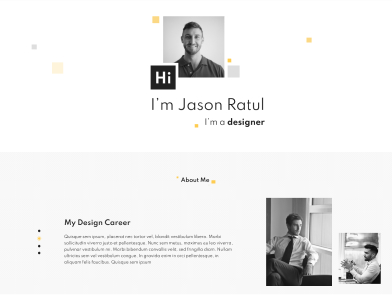 Hi
I'm Jason Ratul
I'm a designer
About Me
My Design Career
Quisque sem ipsum, placerat nec tortor vel, blandit vestibulum libero. Morbi
sollicitudin viverra justo et pellentesque. Nunc sem metus, maximus eu leo viverra,
dapibus vestibulum mi. Morbi bibendum convallis velit, sed fringilla diam. Nullam
ultricies sem vel vestibulum congue. In gravida enim in orci pellentesque, in
aliquam felis faucibus. Quisque sem ipsum